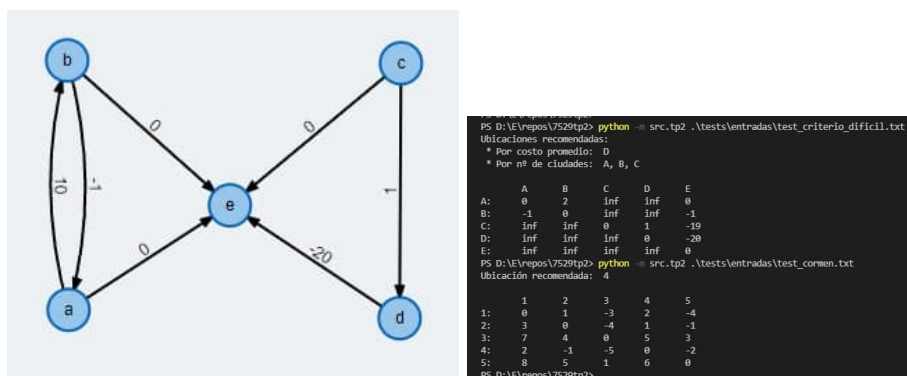 b
c
0
0
10
-1
1
e
0
-20
a
d
PS D:\E\repos\7529tp2> python -m src.tp2 .\tests\entradas\test_criterio_dificil.txt
Ubicaciones recomendadas:
* Por costo promedio: D
* Por nº de ciudades: A, B, C
A B C D E
A: 0 2 inf inf 0
B: -1 0 inf inf -1
C: inf inf 0 1 -19
D: inf inf inf 0 -20
E: inf inf inf inf 0
PS D:\E\repos\7529tp2> python -m src.tp2 .\tests\entradas\test_cormen.txt
Ubicación recomendada: 4
1 2 3 4 5
1: 0 1 -3 2 -4
2: 3 0 -4 1 -1
3: 7 4 0 5 3
4: 2 -1 -5 0 -2
5: 8 5 1 6 0
PS D:\E\repos\7529tp2>